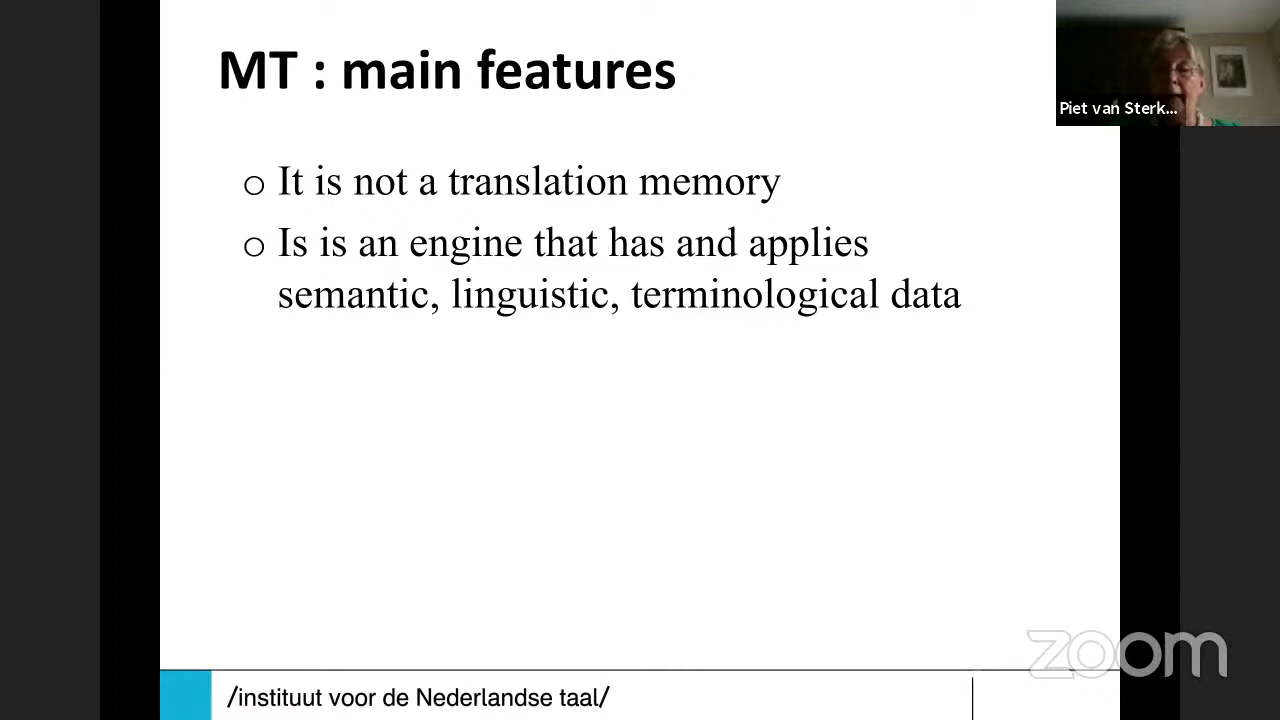 MT : main features
Piet van Sterk...
o It is not a translation memory
o Is is an engine that has and applies
semantic, linguistic, terminological data
zoom
/instituut voor de Nederlandse taal/